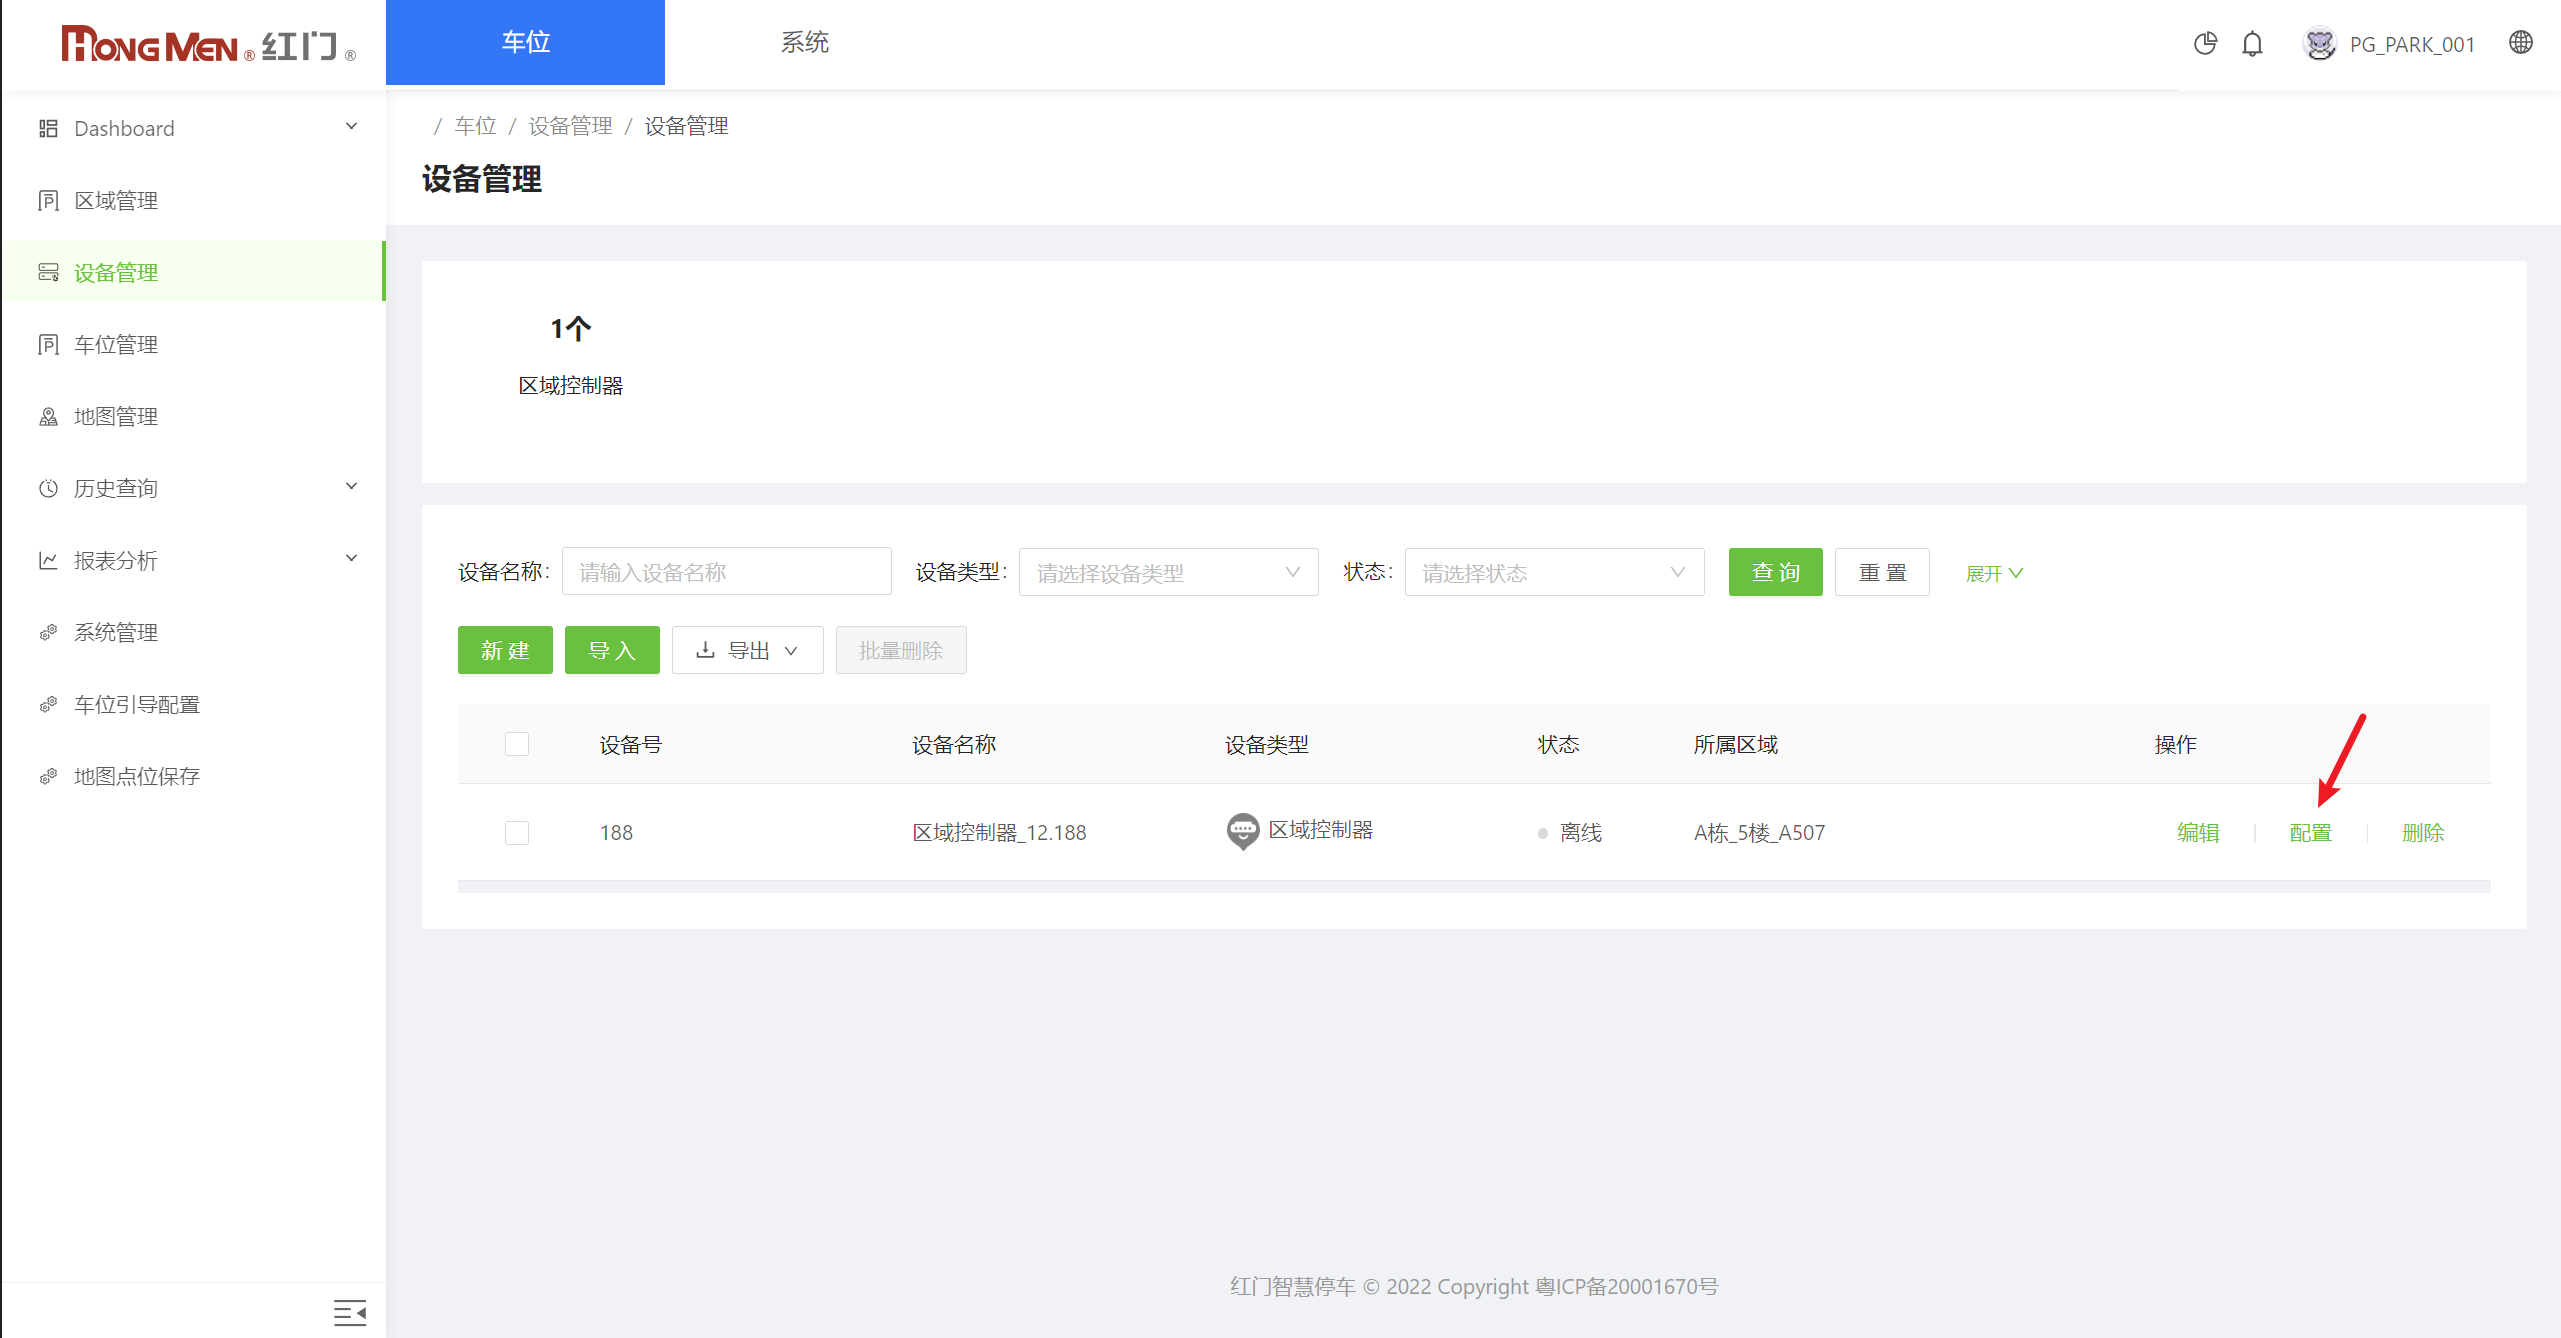 HONGMEN® 红门®
车位
系统
PG_PARK_001
Dashboard
区域管理
设备管理
车位管理
地图管理
历史查询
报表分析
系统管理
车位引导配置
地图点位保存
/ 车位 / 设备管理 / 设备管理
设备管理
1个
区域控制器
设备名称: 请输入设备名称 设备类型: 请选择设备类型 状态: 请选择状态 查 询 重 置 展开
新 建 导 入 导出 批量删除
设备号 设备名称 设备类型 状态 所属区域 操作
188 区域控制器_12.188 区域控制器 离线 A栋_5楼_A507 编辑 配置 删除
红门智慧停车 © 2022 Copyright 粤ICP备20001670号